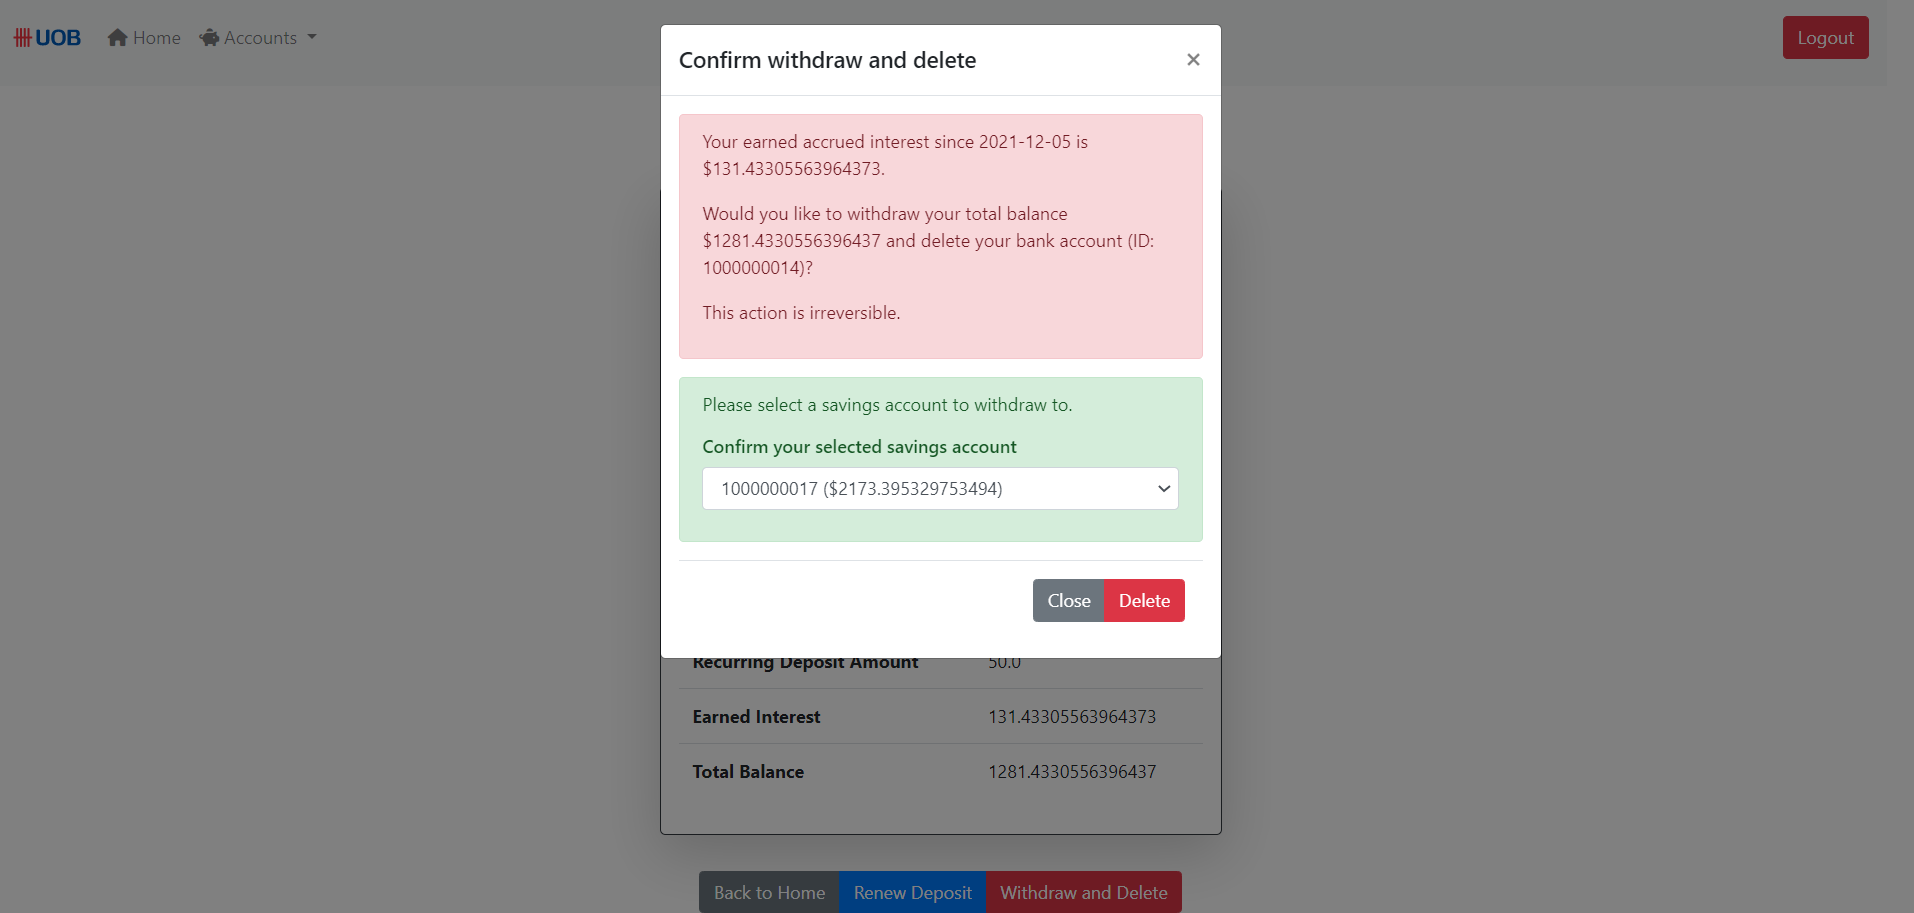 UOB Home Accounts Logout
Confirm withdraw and delete ×
Your earned accrued interest since 2021-12-05 is
$131.43305563964373.
Would you like to withdraw your total balance
$1281.4330556396437 and delete your bank account (ID:
1000000014)?
This action is irreversible.
Please select a savings account to withdraw to.
Confirm your selected savings account
1000000017 ($2173.395329753494)
Close Delete
Recurring Deposit Amount 50.0
Earned Interest 131.43305563964373
Total Balance 1281.4330556396437
Back to Home Renew Deposit Withdraw and Delete